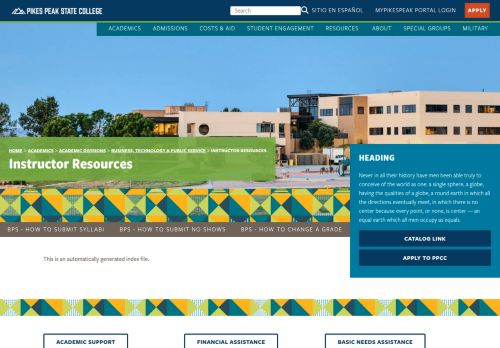 PIKES PEAK STATE COLLEGE
Search
SITIO EN ESPAÑOL
MYPIKESPEAK PORTAL LOGIN
APPLY
ACADEMICS
ADMISSIONS
COSTS & AID
STUDENT ENGAGEMENT
RESOURCES
ABOUT
SPECIAL GROUPS
MILITARY
HOME > ACADEMICS > ACADEMIC DIVISIONS > BUSINESS, TECHNOLOGY & PUBLIC SERVICE > INSTRUCTOR RESOURCES
Instructor Resources
HEADING
Never in all their history have men been able truly to
conceive of the world as one: a single sphere, a globe,
having the qualities of a globe, a round earth in which all
the directions eventually meet, in which there is no
center because every point, or none, is center — an
equal earth which all men occupy as equals.
CATALOG LINK
APPLY TO PPCC
BPS - HOW TO SUBMIT SYLLABI
BPS - HOW TO SUBMIT NO SHOWS
BPS - HOW TO CHANGE A GRADE
This is an automatically generated index file.
ACADEMIC SUPPORT
FINANCIAL ASSISTANCE
BASIC NEEDS ASSISTANCE